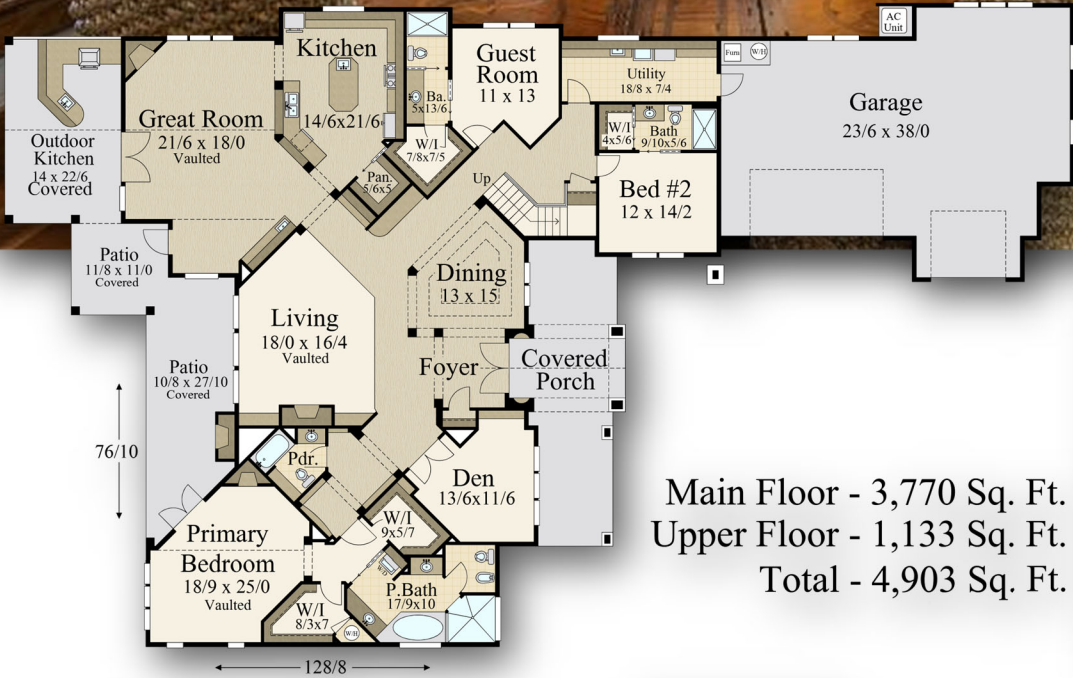 AC
Unit
Furn
W/H
Kitchen
14/6x21/6
Ba.
5x13/6
Guest
Room
11 x 13
Utility
18/8 x 7/4
Garage
23/6 x 38/0
Great Room
21/6 x 18/0
Vaulted
Outdoor
Kitchen
14 x 22/6
Covered
W/I
7/8x7/5
Pan.
5/6x5
W/I
4x5/6
Bath
9/10x5/6
Up
Bed #2
12 x 14/2
Patio
11/8 x 11/0
Covered
Dining
13 x 15
Living
18/0 x 16/4
Vaulted
Foyer
Covered
Porch
Patio
10/8 x 27/10
Covered
76/10
Pdr.
Den
13/6x11/6
W/I
9x5/7
Primary
Bedroom
18/9 x 25/0
Vaulted
P.Bath
17/9x10
W/I
8/3x7
W/H
128/8
Main Floor - 3,770 Sq. Ft.
Upper Floor - 1,133 Sq. Ft.
Total - 4,903 Sq. Ft.